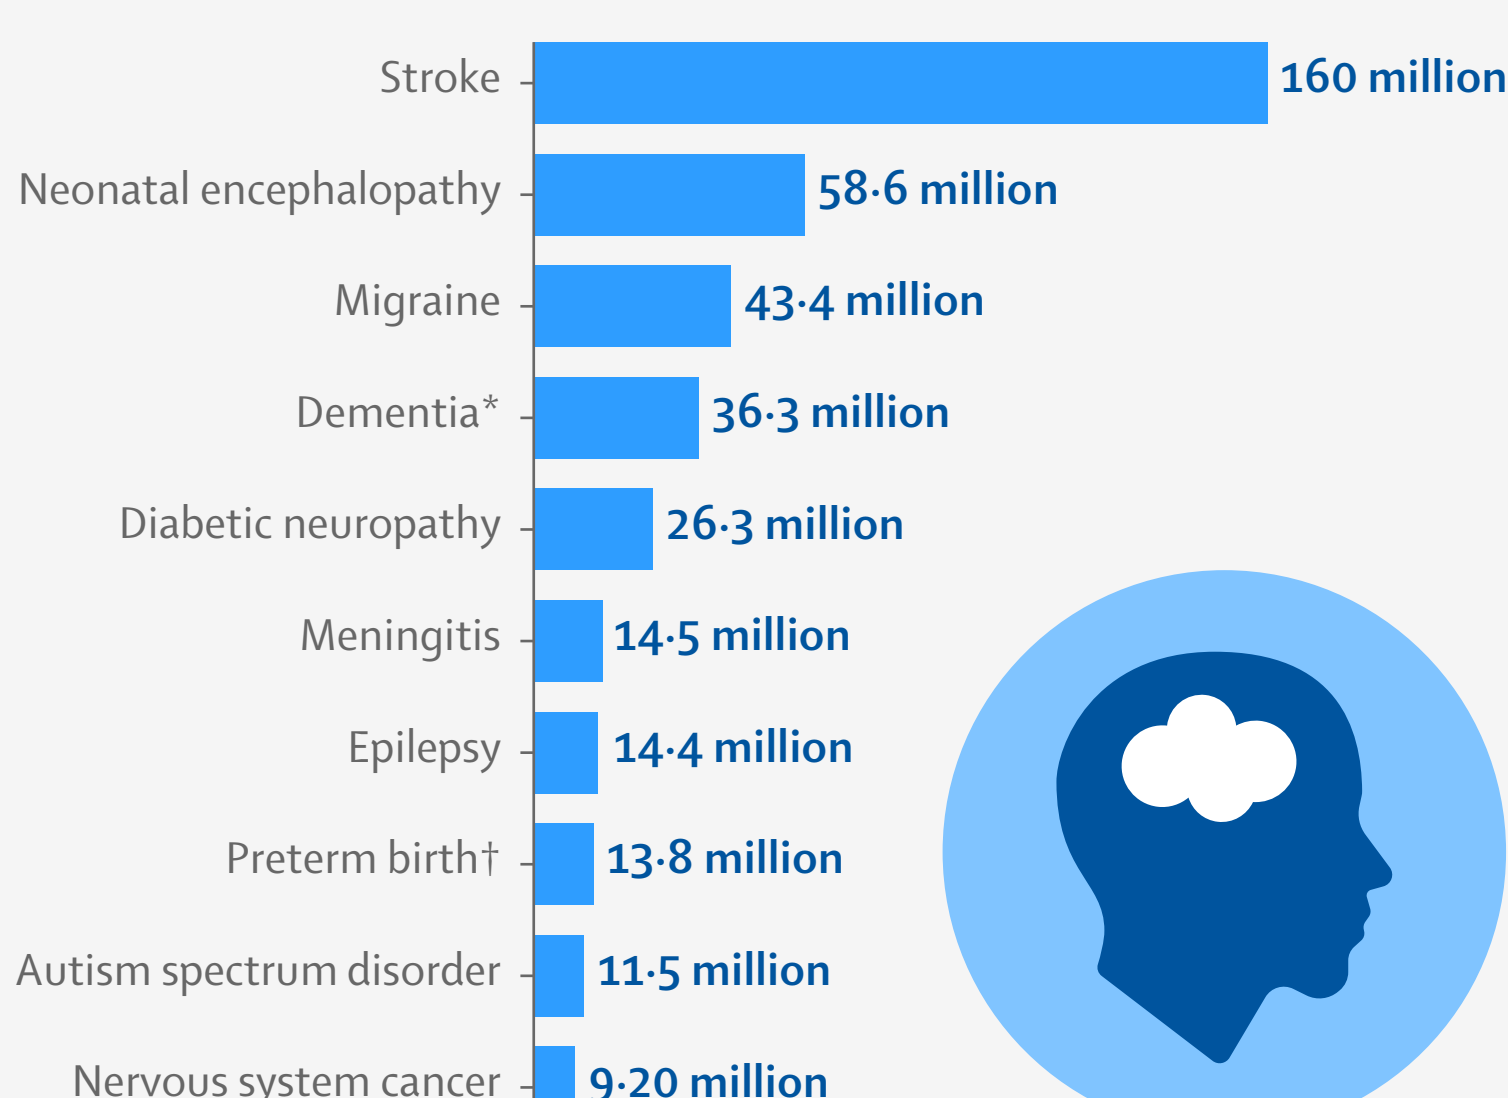 Stroke 160 million
Neonatal encephalopathy 58·6 million
Migraine 43·4 million
Dementia* 36·3 million
Diabetic neuropathy 26·3 million
Meningitis 14·5 million
Epilepsy 14·4 million
Preterm birth† 13·8 million
Autism spectrum disorder 11·5 million
Nervous system cancer 9·20 million